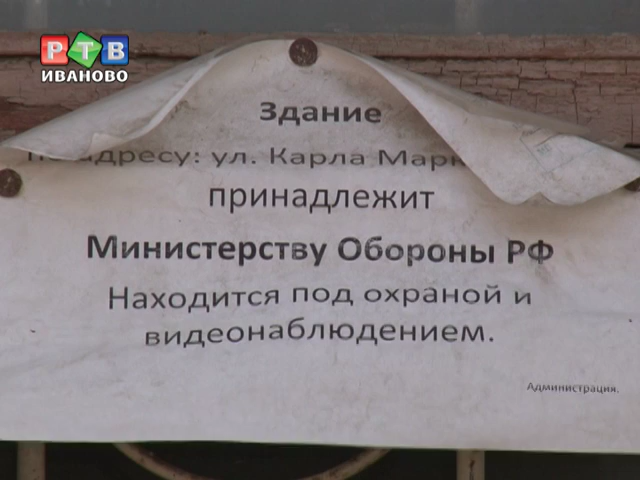 РТВ
ИВАНОВО
Здание
адресу: ул. Карла
принадлежит
Министерству Обороны РФ
Находится под охраной и
видеонаблюдением.
Администрация.